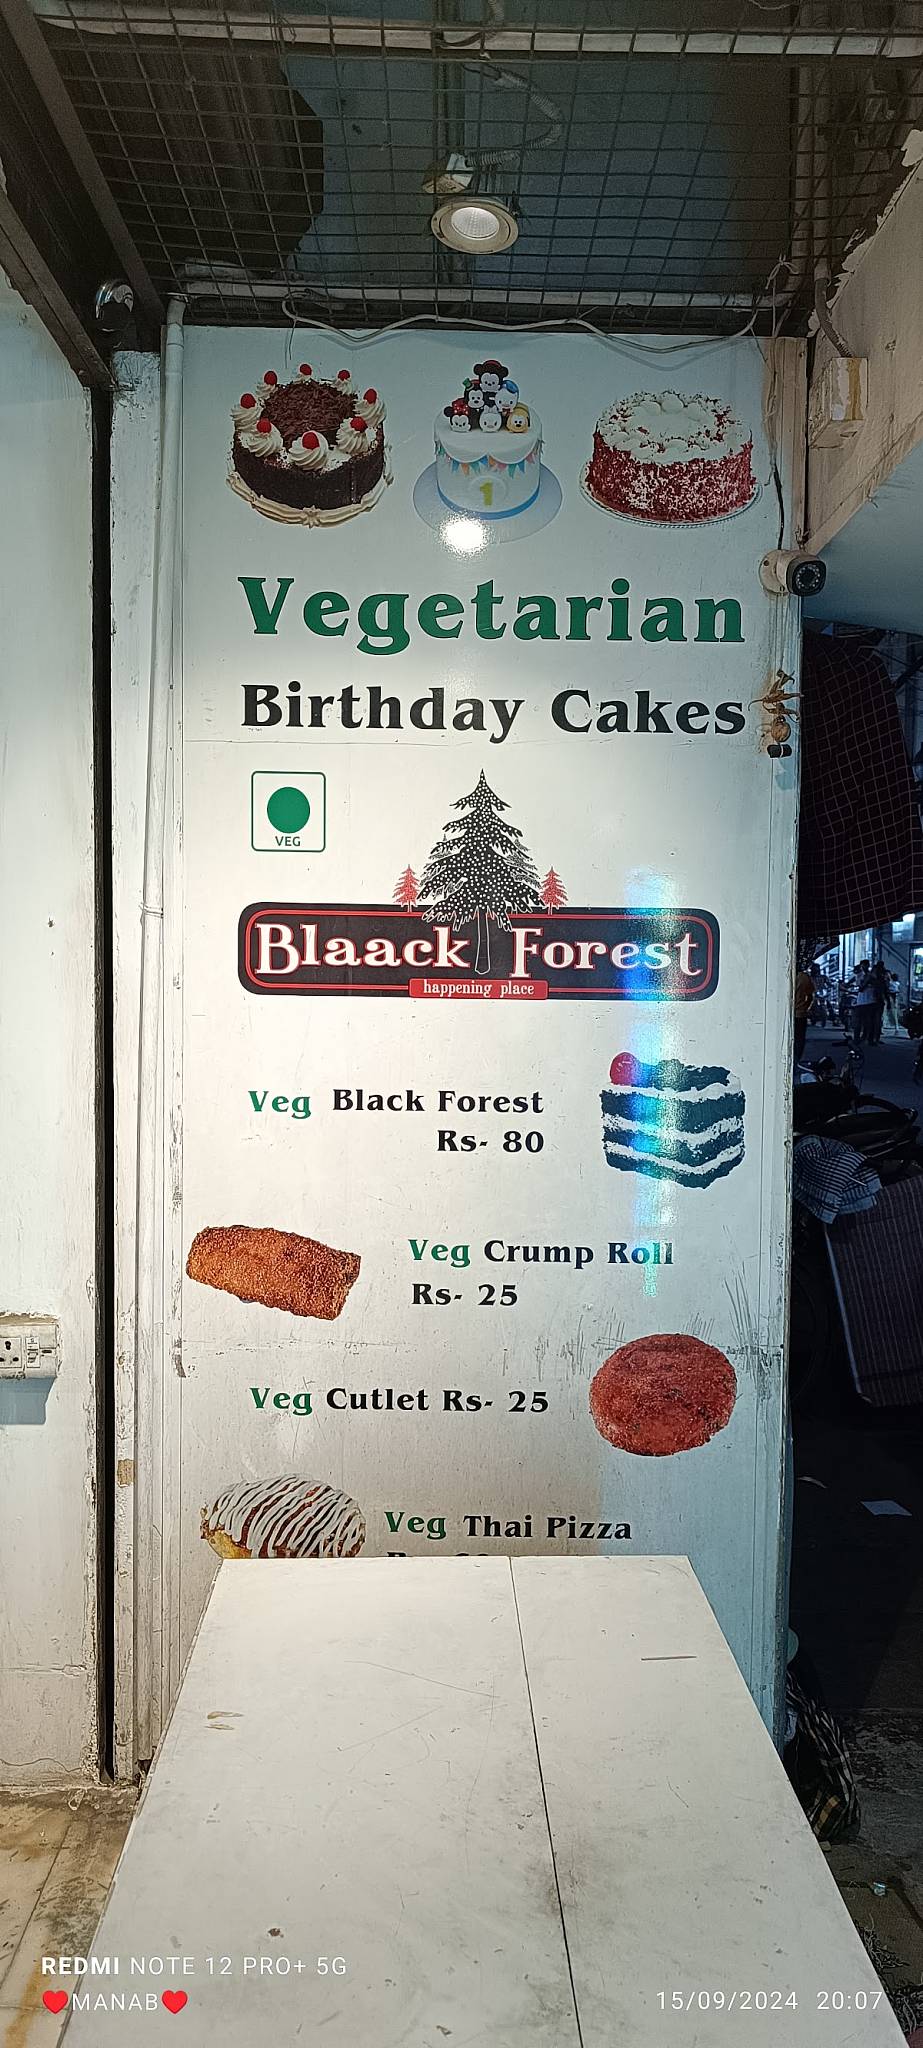 1
Vegetarian
Birthday Cakes
VEG
Blaack Forest
happening place
Veg Black Forest
Rs- 80
Veg Crump Roll
Rs- 25
Veg Cutlet Rs- 25
Veg Thai Pizza
REDMI NOTE 12 PRO+ 5G
♥MANAB♥
15/09/2024 20:07